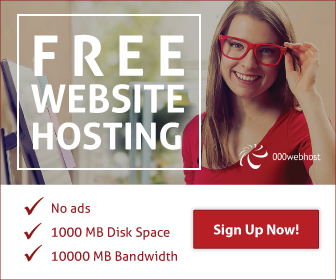 FREE
WEBSITE
HOSTING
000webhost
No ads
1000 MB Disk Space
10000 MB Bandwidth
Sign Up Now!